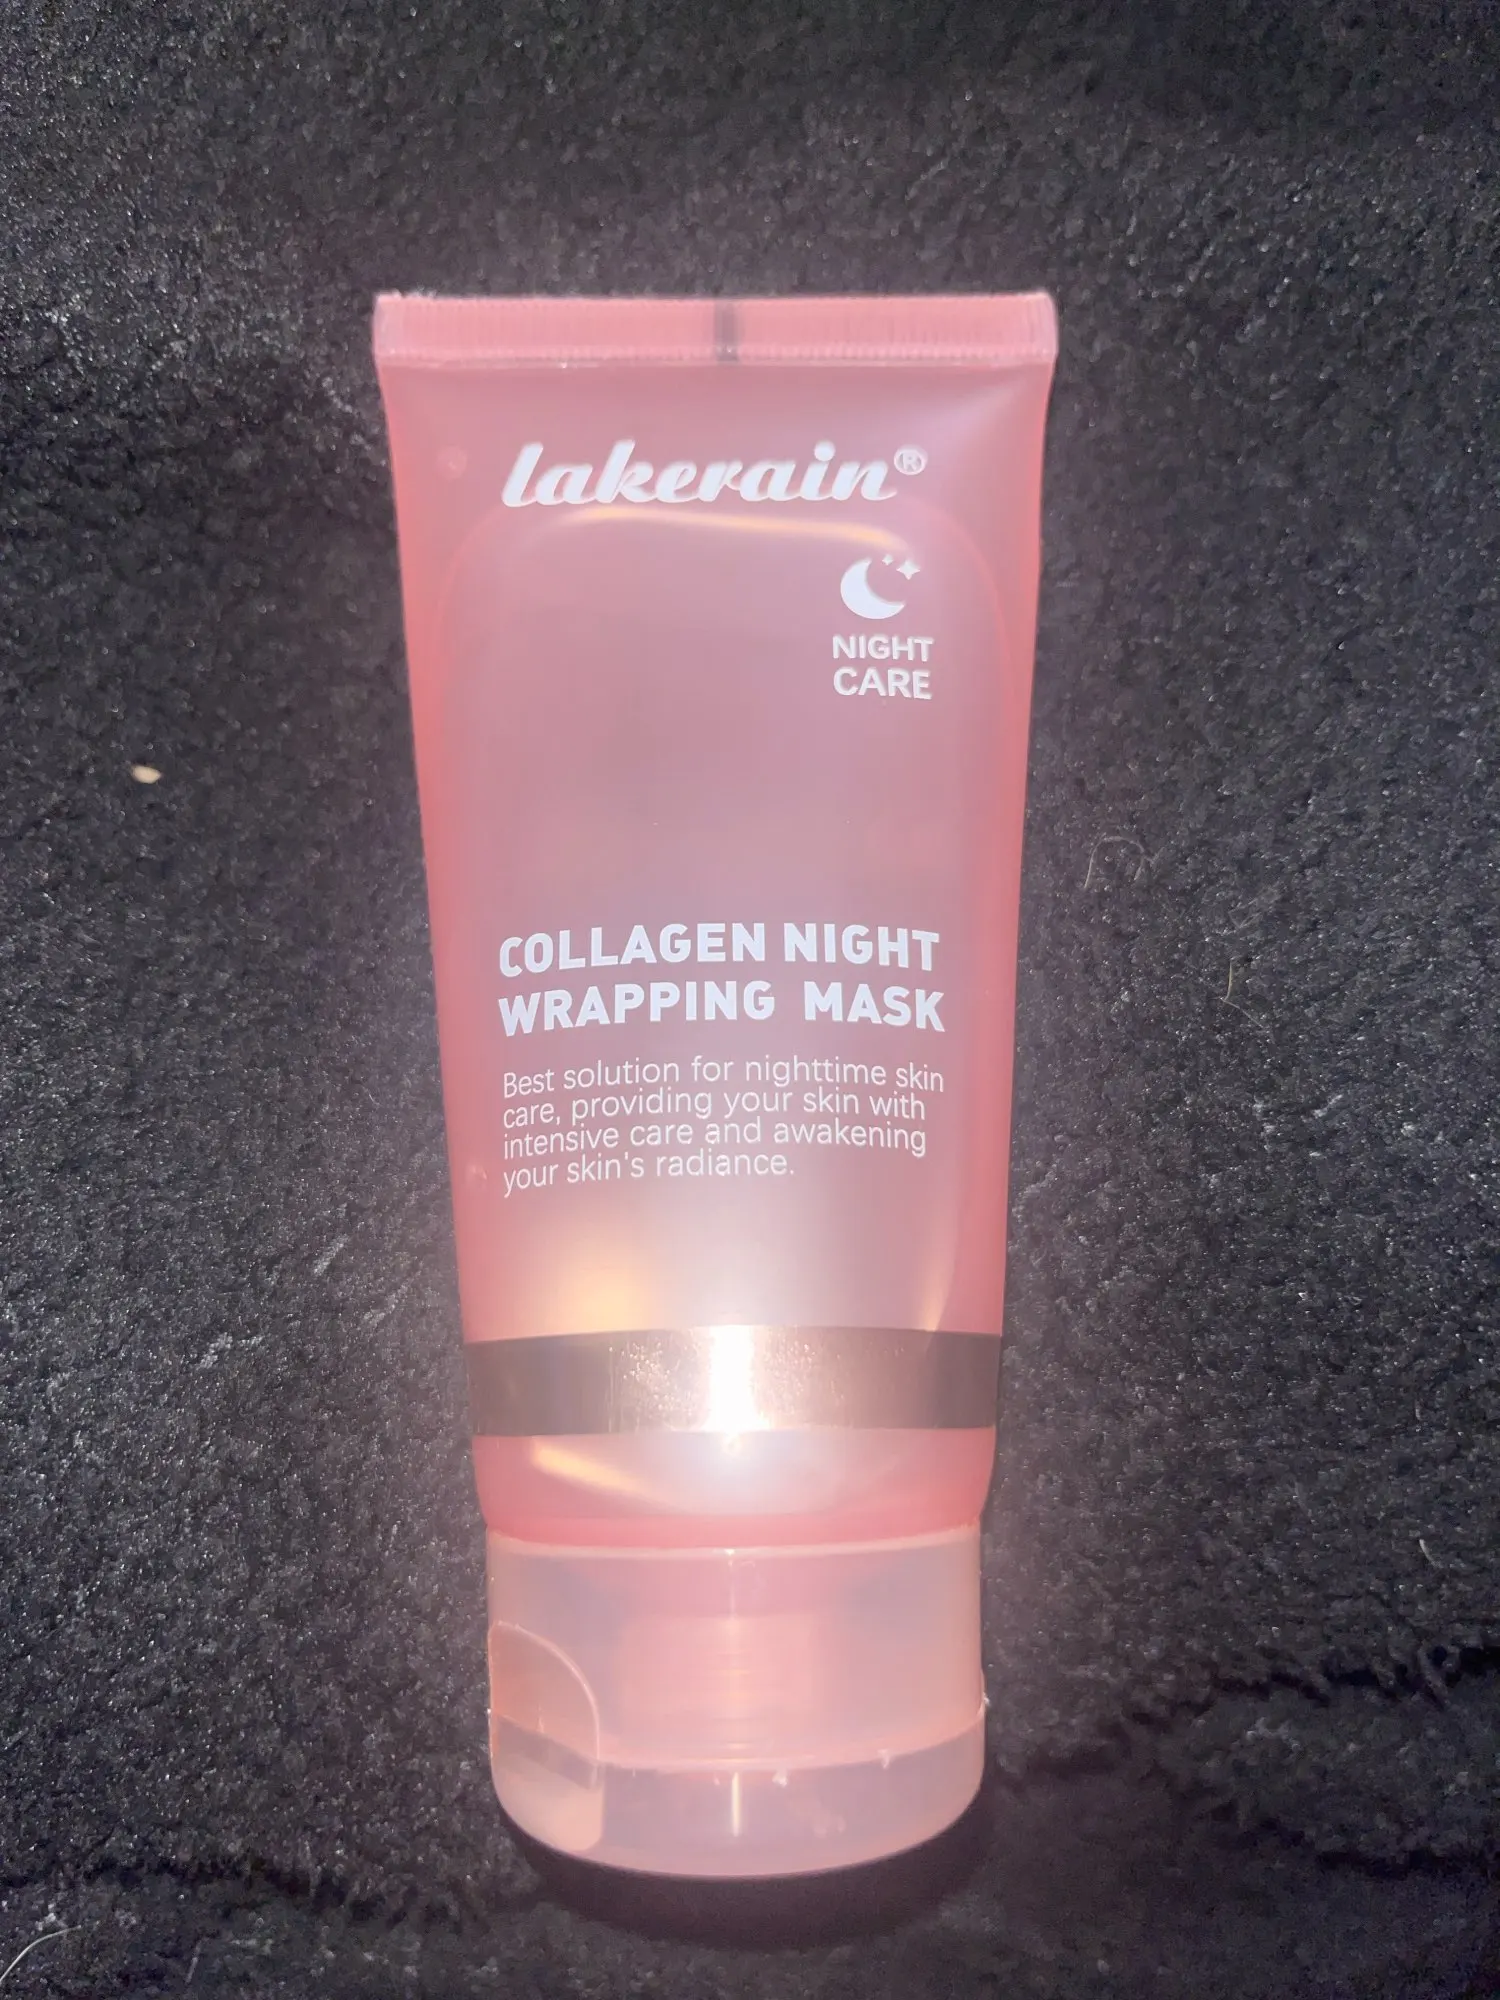 lakerain®
NIGHT
CARE
COLLAGEN NIGHT
WRAPPING MASK
Best solution for nighttime skin
care, providing your skin with
intensive care and awakening
your skin's radiance.